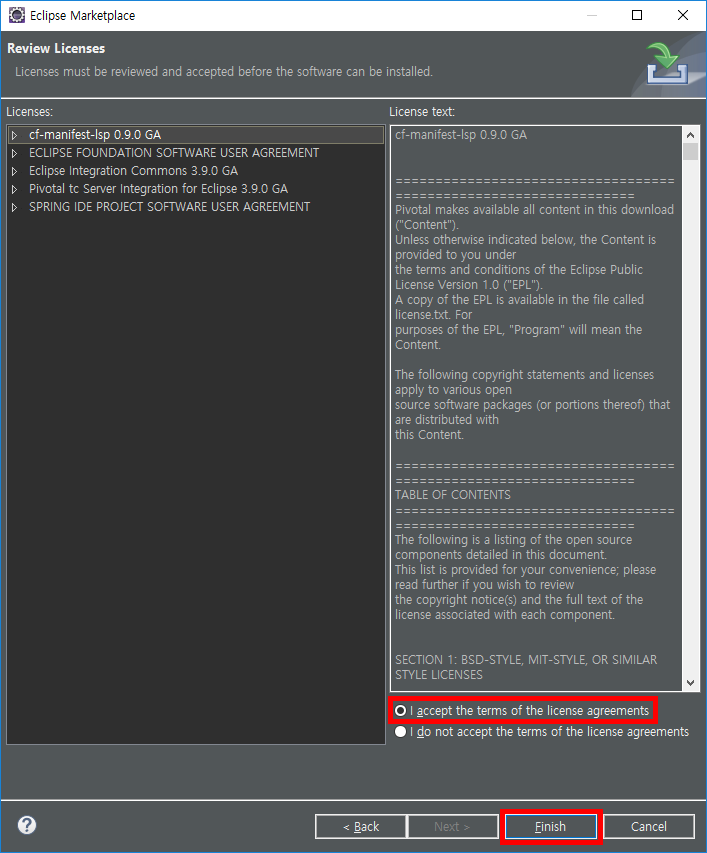 Eclipse Marketplace
Review Licenses
Licenses must be reviewed and accepted before the software can be installed.
Licenses:
cf-manifest-lsp 0.9.0 GA
ECLIPSE FOUNDATION SOFTWARE USER AGREEMENT
Eclipse Integration Commons 3.9.0 GA
Pivotal tc Server Integration for Eclipse 3.9.0 GA
SPRING IDE PROJECT SOFTWARE USER AGREEMENT
License text:
cf-manifest-lsp 0.9.0 GA
===================================
==============================
Pivotal makes available all content in this download
("Content").
Unless otherwise indicated below, the Content is
provided to you under
the terms and conditions of the Eclipse Public
License Version 1.0 ("EPL").
A copy of the EPL is available in the file called
license.txt. For
purposes of the EPL, "Program" will mean the
Content.
The following copyright statements and licenses
apply to various open
source software packages (or portions thereof) that
are distributed with
this Content.
===================================
==============================
TABLE OF CONTENTS
===================================
==============================
The following is a listing of the open source
components detailed in this document.
This list is provided for your convenience; please
read further if you wish to review
the copyright notice(s) and the full text of the
license associated with each component.
SECTION 1: BSD-STYLE, MIT-STYLE, OR SIMILAR
STYLE LICENSES
I accept the terms of the license agreements
I do not accept the terms of the license agreements
?
< Back
Next >
Finish
Cancel